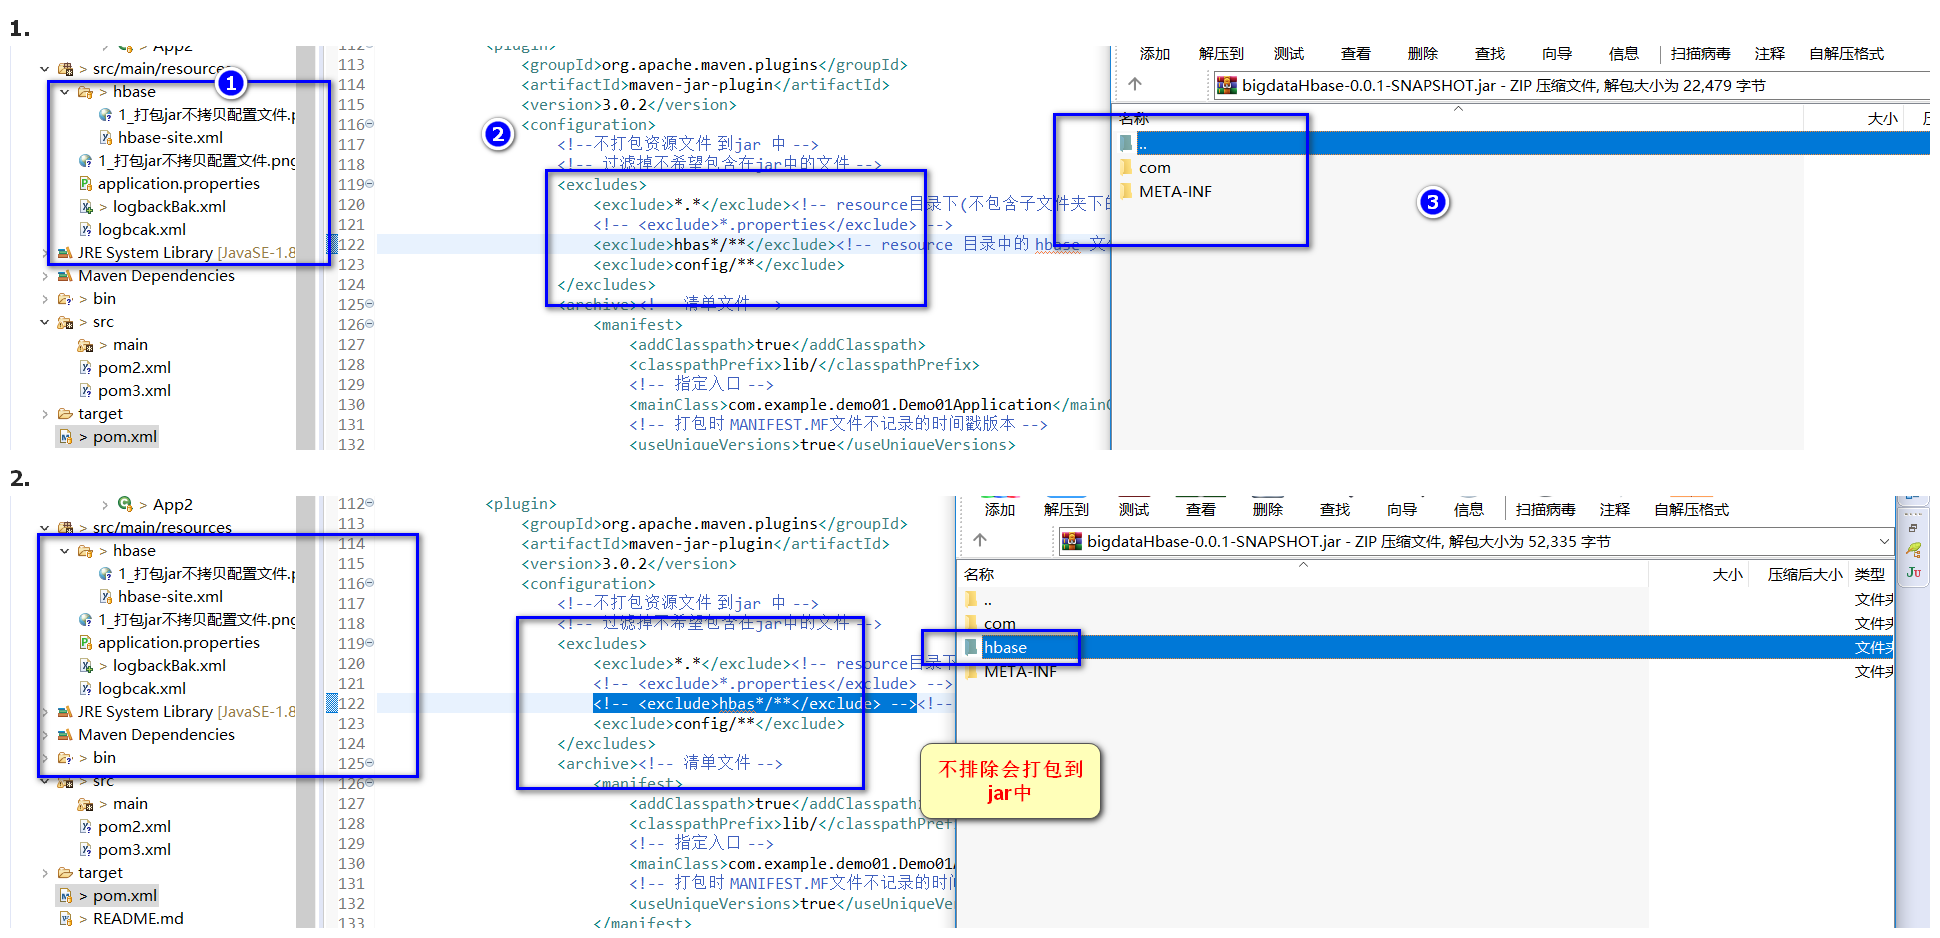 1.
> App2
> src/main/resources
> hbase
1_打包jar不拷贝配置文件.p
hbase-site.xml
1_打包jar不拷贝配置文件.png
application.properties
> logbackBak.xml
logbcak.xml
JRE System Library [JavaSE-1.8
Maven Dependencies
> bin
> src
> main
pom2.xml
pom3.xml
target
> pom.xml
1
2
112 <plugin>
113 <groupId>org.apache.maven.plugins</groupId>
114 <artifactId>maven-jar-plugin</artifactId>
115 <version>3.0.2</version>
116 <configuration>
117 <!--不打包资源文件 到jar 中 -->
118 <!-- 过滤掉不希望包含在jar中的文件 -->
119 <excludes>
120 <exclude>*.*</exclude><!-- resource目录下(不包含子文件夹下的
121 <!-- <exclude>*.properties</exclude> -->
122 <exclude>hbas*/**</exclude><!-- resource 目录中的 hbase 文
123 <exclude>config/**</exclude>
124 </excludes>
125 <archive><!-- 清单文件 -->
126 <manifest>
127 <addClasspath>true</addClasspath>
128 <classpathPrefix>lib/</classpathPrefix>
129 <!-- 指定入口 -->
130 <mainClass>com.example.demo01.Demo01Application</mainC
131 <!-- 打包时 MANIFEST.MF文件不记录的时间戳版本 -->
132 <useUniqueVersions>true</useUniqueVersions>
添加 解压到 测试 查看 删除 查找 向导 信息 扫描病毒 注释 自解压格式
bigdataHbase-0.0.1-SNAPSHOT.jar - ZIP 压缩文件, 解包大小为 22,479 字节
名称 大小
..
com
META-INF
3
2.
> App2
> src/main/resources
> hbase
1_打包jar不拷贝配置文件.p
hbase-site.xml
1_打包jar不拷贝配置文件.png
application.properties
> logbackBak.xml
logbcak.xml
JRE System Library [JavaSE-1.8
Maven Dependencies
> bin
> src
> main
pom2.xml
pom3.xml
target
> pom.xml
> README.md
112 <plugin>
113 <groupId>org.apache.maven.plugins</groupId>
114 <artifactId>maven-jar-plugin</artifactId>
115 <version>3.0.2</version>
116 <configuration>
117 <!--不打包资源文件 到jar 中 -->
118 <!-- 过滤掉不希望包含在jar中的文件 -->
119 <excludes>
120 <exclude>*.*</exclude><!-- resource目录下
121 <!-- <exclude>*.properties</exclude> -->
122 <!-- <exclude>hbas*/**</exclude> --><!--
123 <exclude>config/**</exclude>
124 </excludes>
125 <archive><!-- 清单文件 -->
126 <manifest>
127 <addClasspath>true</addClasspath>
128 <classpathPrefix>lib/</classpathPref
129 <!-- 指定入口 -->
130 <mainClass>com.example.demo01.Demo01A
131 <!-- 打包时 MANIFEST.MF文件不记录的时间
132 <useUniqueVersions>true</useUniqueVe
133 </manifest>
添加 解压到 测试 查看 删除 查找 向导 信息 扫描病毒 注释 自解压格式
bigdataHbase-0.0.1-SNAPSHOT.jar - ZIP 压缩文件, 解包大小为 52,335 字节
名称 大小 压缩后大小 类型
.. 文件夹
com 文件夹
hbase 文件夹
META-INF 文件夹
不排除会打包到
jar中